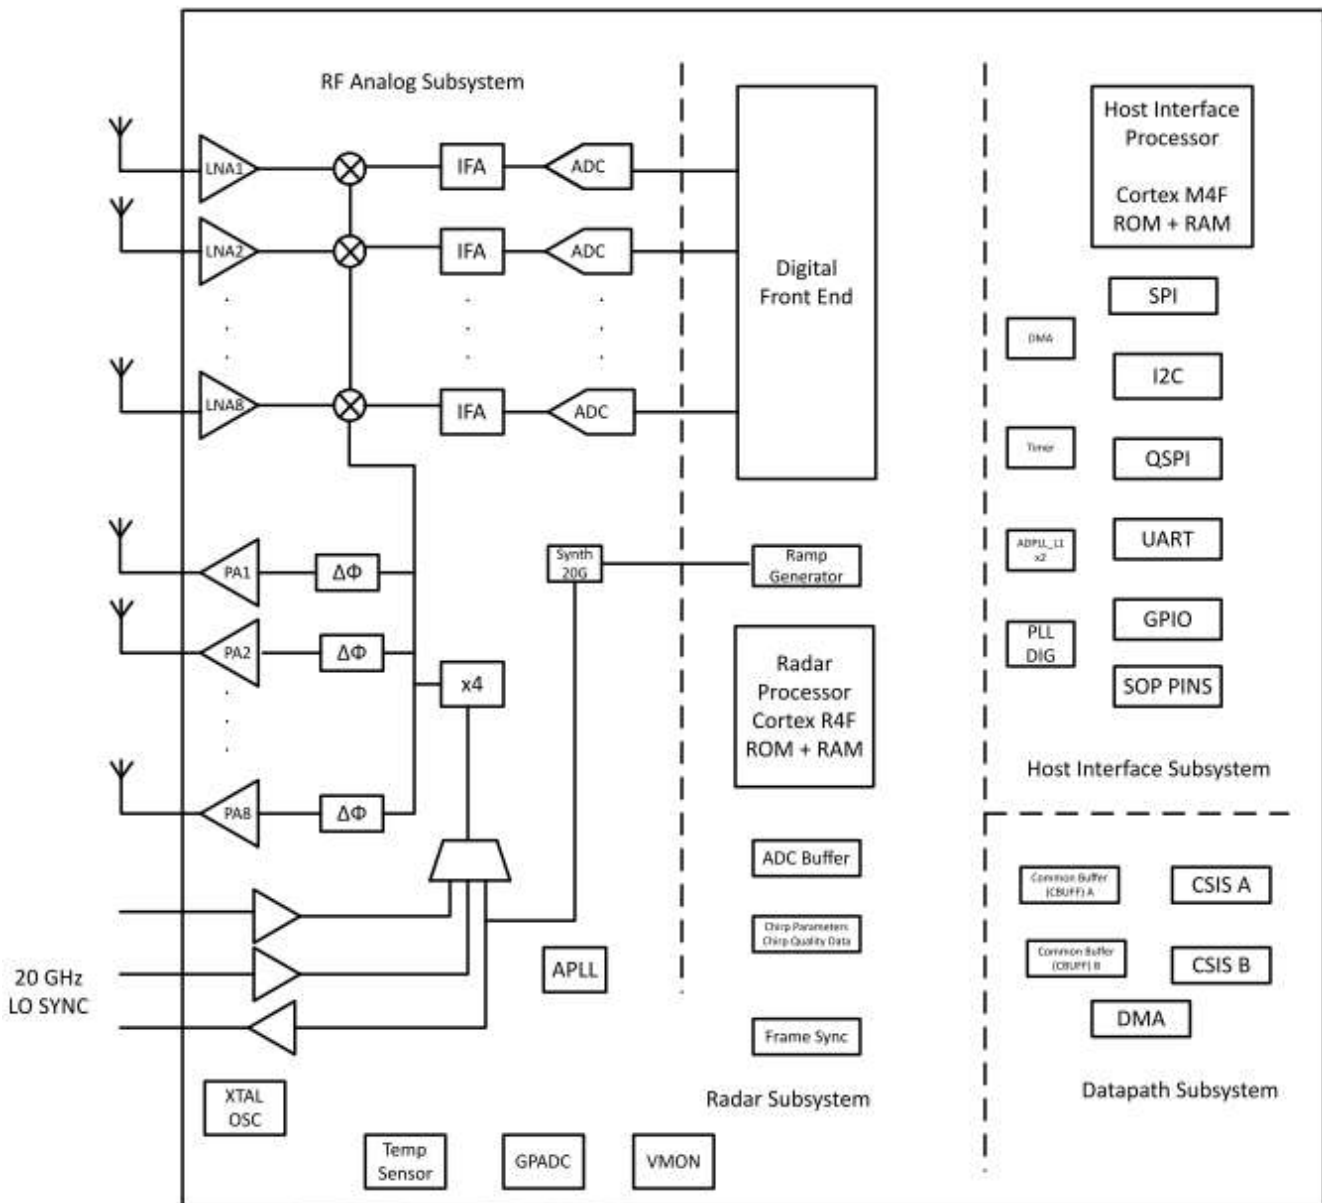 RF Analog Subsystem
LNA1
IFA
ADC
LNA2
IFA
ADC
LNA8
IFA
ADC
PA1
ΔΦ
PA2
ΔΦ
PA8
ΔΦ
x4
Synth
20G
20 GHz
LO SYNC
APLL
XTAL
OSC
Temp
Sensor
GPADC
VMON
Digital
Front End
Ramp
Generator
Radar
Processor
Cortex R4F
ROM + RAM
ADC Buffer
Chirp Parameters
Chirp Quality Data
Frame Sync
Radar Subsystem
Host Interface
Processor
Cortex M4F
ROM + RAM
SPI
DMA
I2C
Timer
QSPI
ADPLL_L1
x2
UART
GPIO
PLL
DIG
SOP PINS
Host Interface Subsystem
Common Buffer
(CBUFF) A
CSIS A
Common Buffer
(CBUFF) B
CSIS B
DMA
Datapath Subsystem